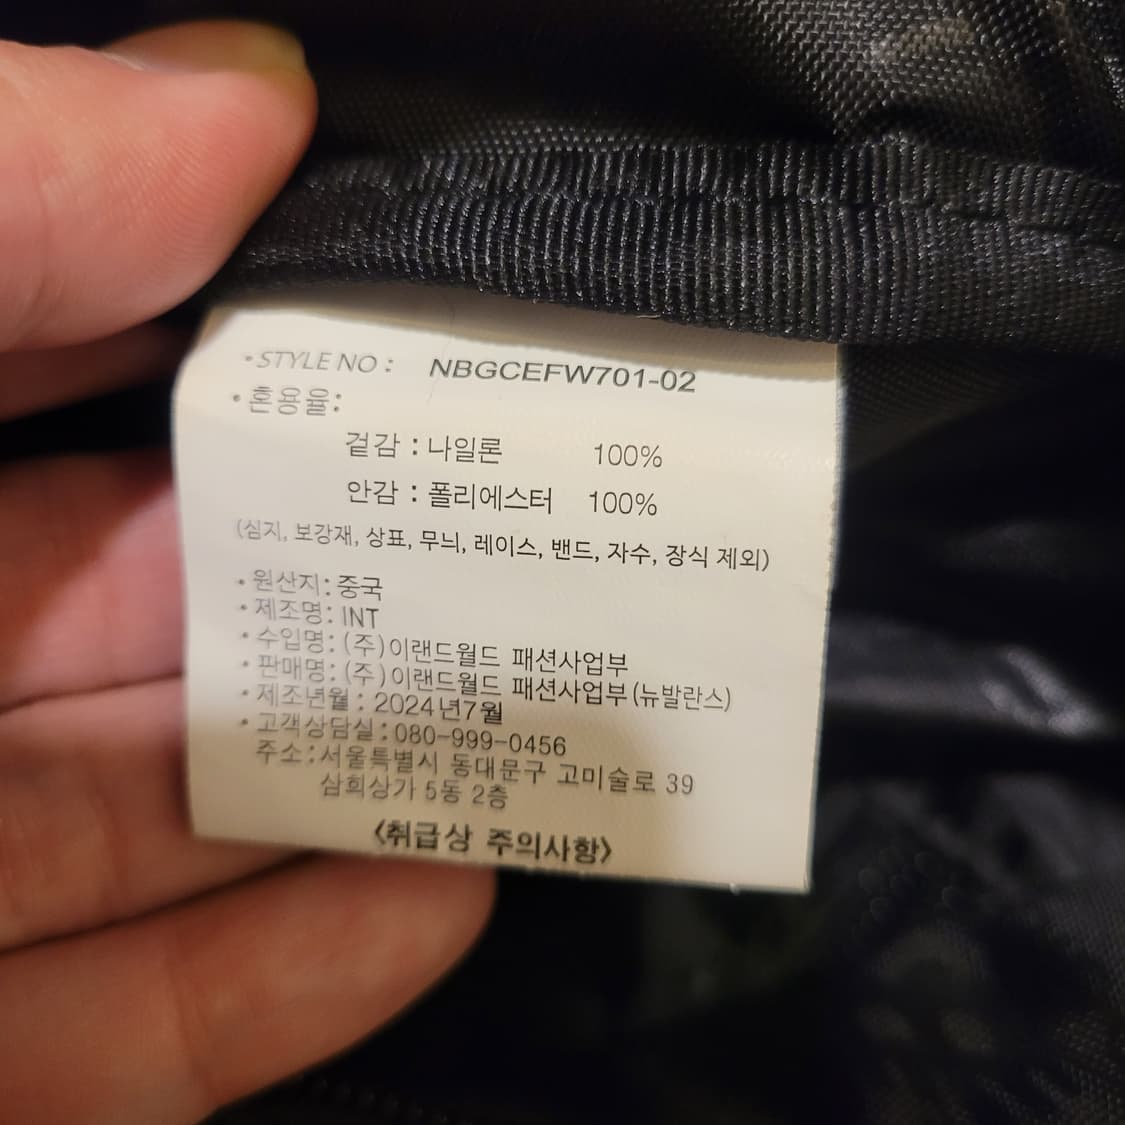 ·STYLE NO : NBGCEFW701-02
·혼용율:
겉감 : 나일론 100%
안감 : 폴리에스터 100%
(심지, 보강재, 상표, 무늬, 레이스, 밴드, 자수, 장식 제외)
·원산지: 중국
·제조명: INT
·수입명: (주)이랜드월드 패션사업부
·판매명: (주)이랜드월드 패션사업부(뉴발란스)
·제조년월 : 2024년7월
·고객상담실:080-999-0456
주소:서울특별시 동대문구 고미술로 39
삼희상가 5동 2층
<취급상 주의사항>